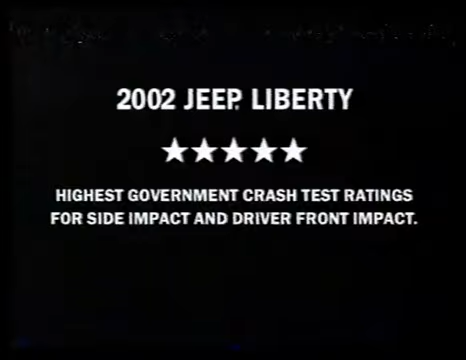 2002 JEEP LIBERTY
★★★★★
HIGHEST GOVERNMENT CRASH TEST RATINGS
FOR SIDE IMPACT AND DRIVER FRONT IMPACT.